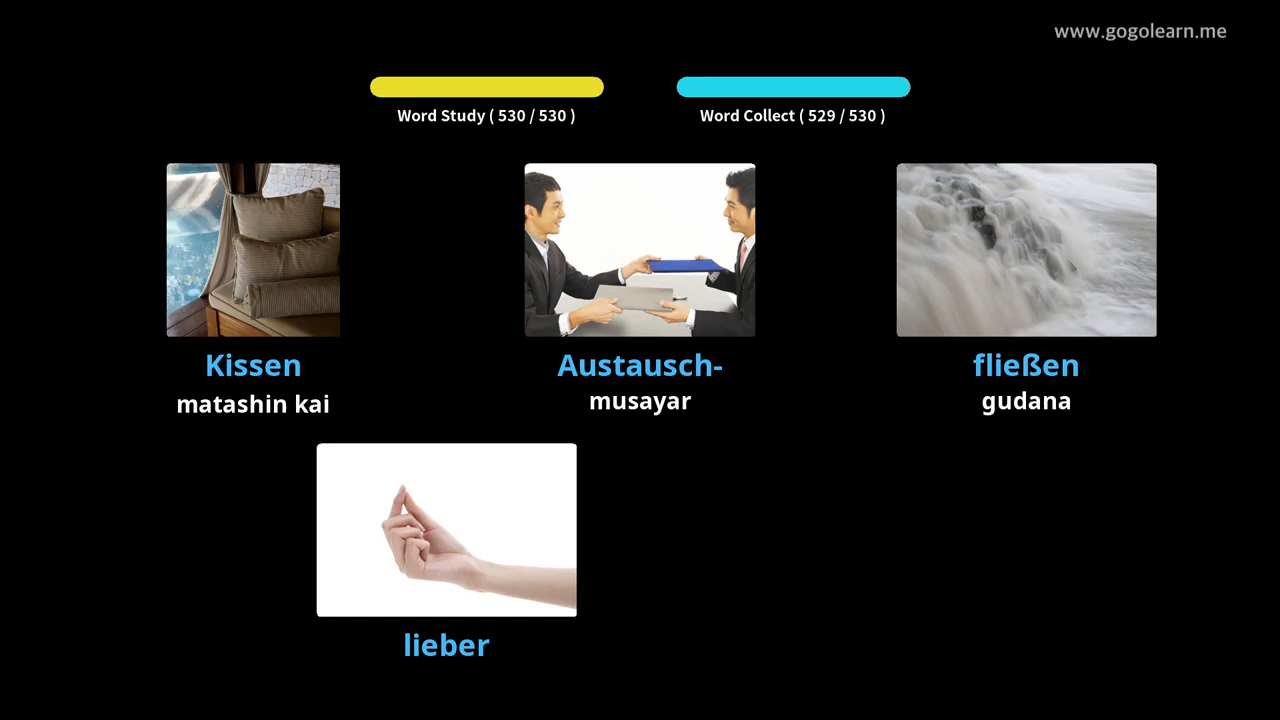 www.gogolearn.me
Word Study ( 530 / 530 )
Word Collect ( 529 / 530 )
Kissen
matashin kai
Austausch-
musayar
fließen
gudana
lieber